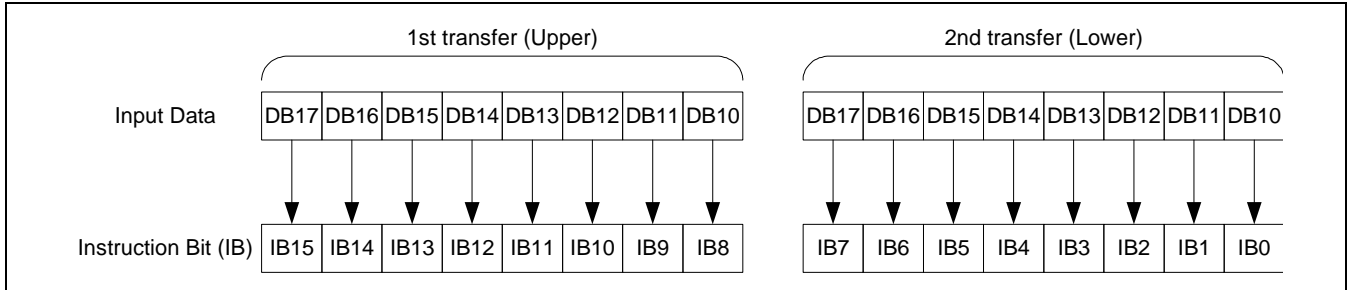 1st transfer (Upper) 2nd transfer (Lower)
Input Data DB17 DB16 DB15 DB14 DB13 DB12 DB11 DB10 DB17 DB16 DB15 DB14 DB13 DB12 DB11 DB10
Instruction Bit (IB) IB15 IB14 IB13 IB12 IB11 IB10 IB9 IB8 IB7 IB6 IB5 IB4 IB3 IB2 IB1 IB0